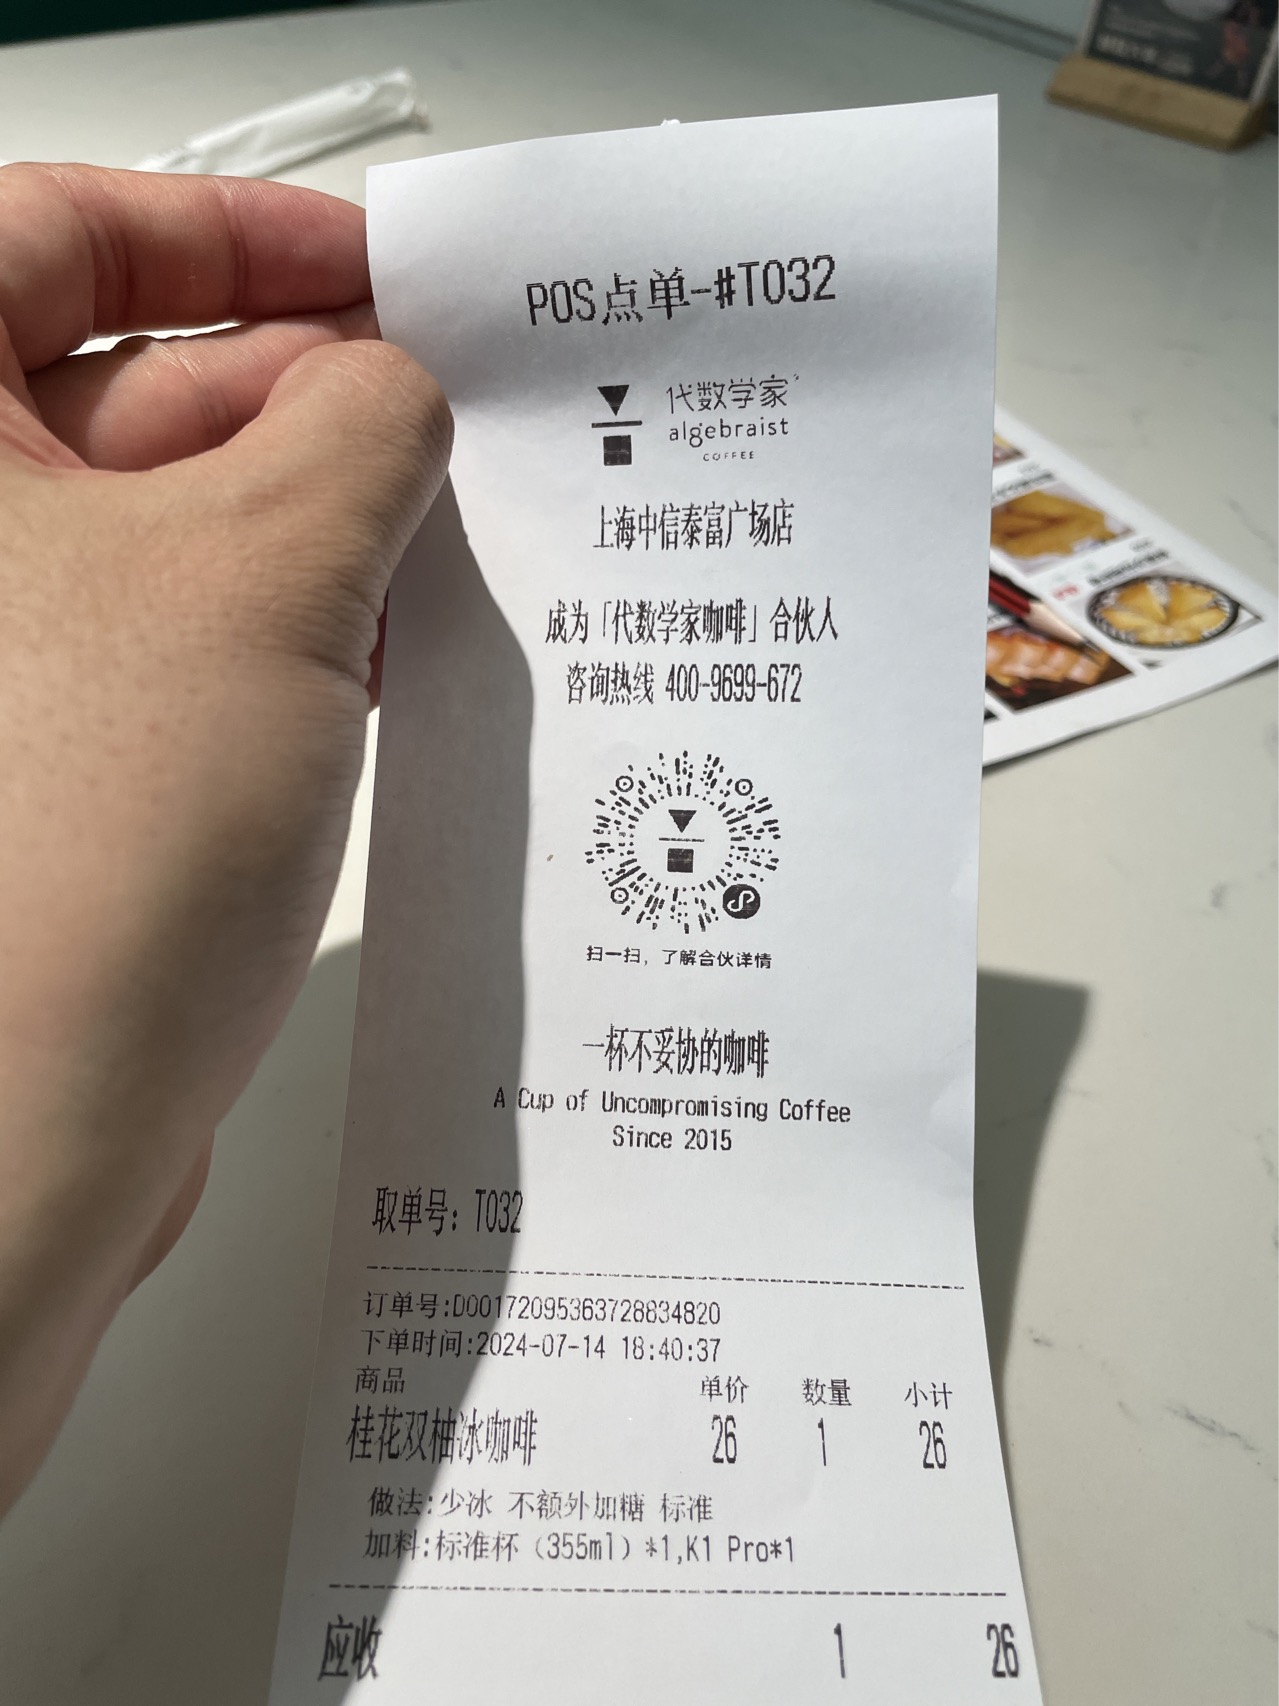 POS点单-#T032
代数学家
algebraist
COFFEE
上海中信泰富广场店
成为「代数学家咖啡」合伙人
咨询热线 400-9699-672
扫一扫，了解合伙详情
一杯不妥协的咖啡
A Cup of Uncompromising Coffee
Since 2015
取单号: T032
订单号:D001720953637288348​20
下单时间:2024-07-14 18:40:37
商品 单价 数量 小计
桂花双柚冰咖啡 26 1 26
做法:少冰 不额外加糖 标准
加料:标准杯（355ml）*1,K1 Pro*1
应收 1 26